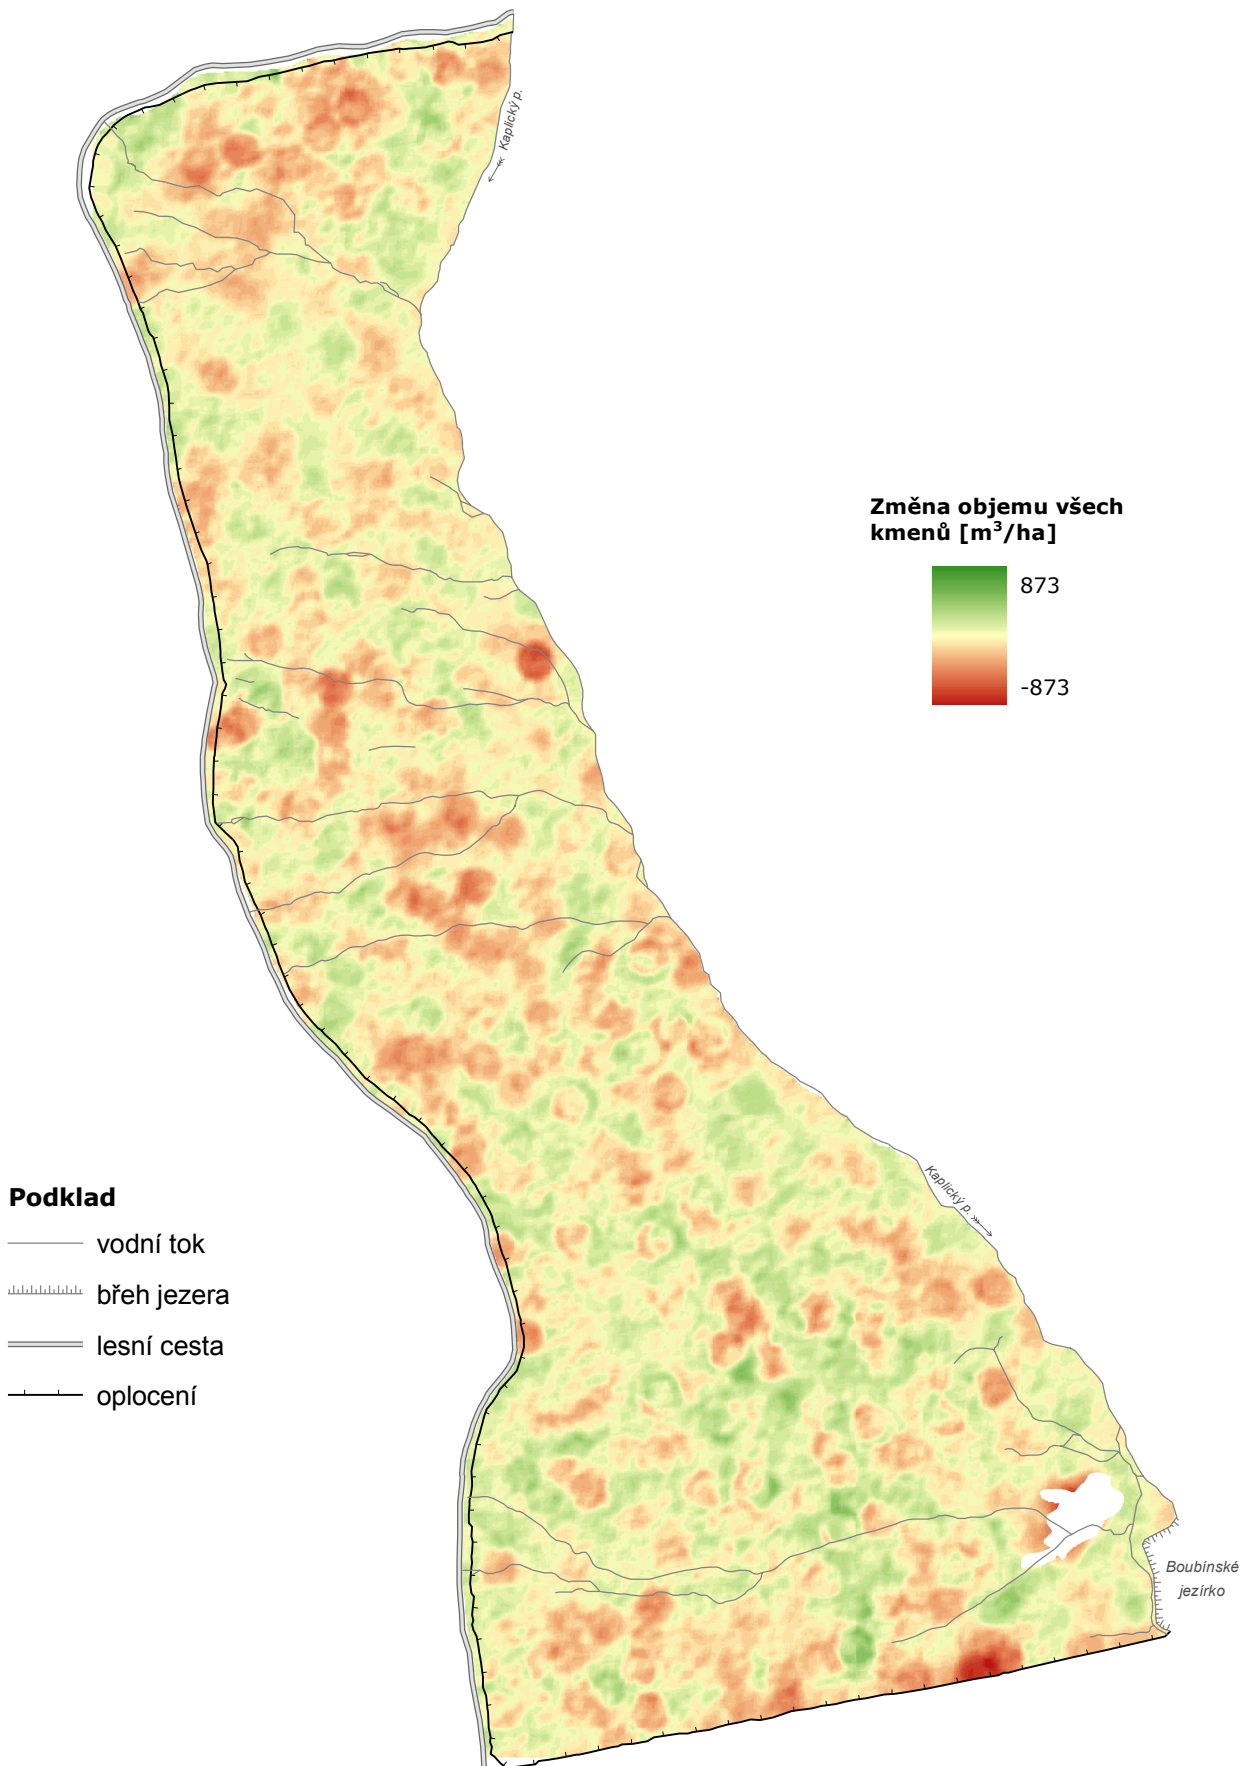 Kaplický p.
Změna objemu všech
kmenů [m³/ha]
873
-873
Kaplický p.
Podklad
vodní tok
břeh jezera
lesní cesta
oplocení
Boubínské
jezírko